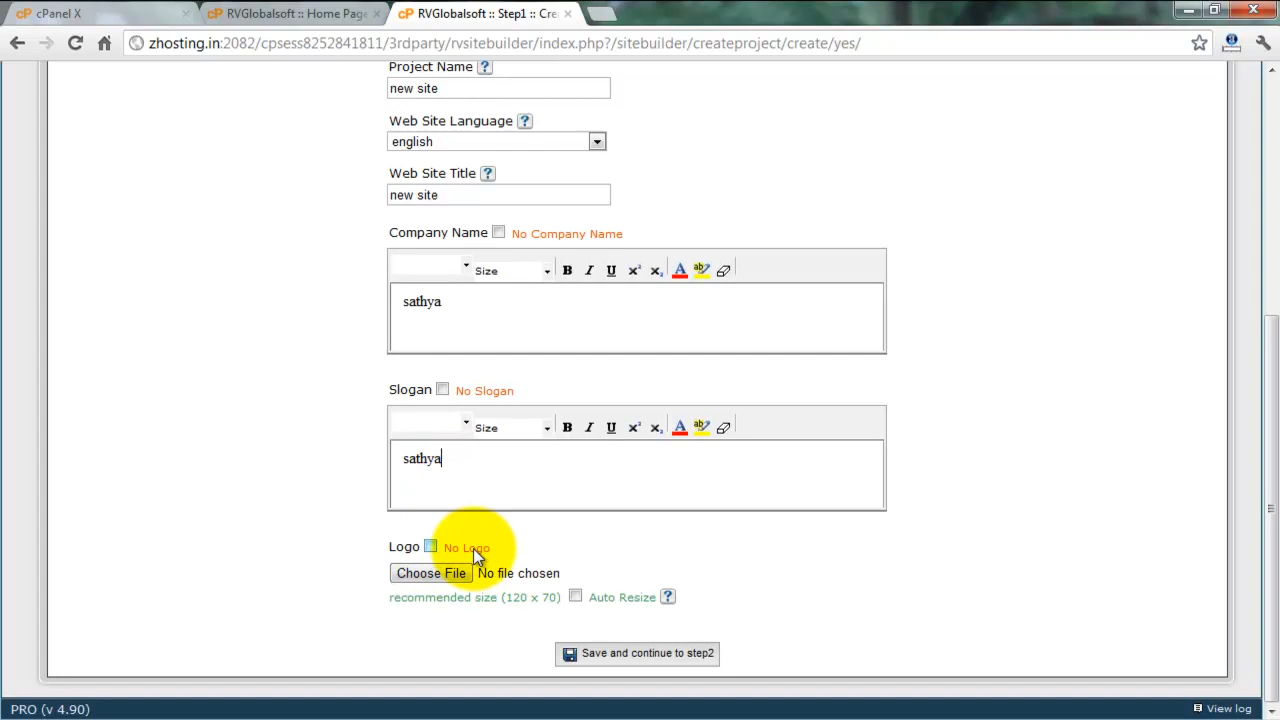 cPanel X
RVGlobalsoft :: Home Page
RVGlobalsoft :: Step1 :: Cre
zhosting.in:2082/cpsess8252841811/3rdparty/rvsitebuilder/index.php?/sitebuilder/createproject/create/yes/
Project Name ?
new site
Web Site Language ?
english
Web Site Title ?
new site
Company Name No Company Name
Size B I U x² x₂ A ab
sathya
Slogan No Slogan
Size B I U x² x₂ A ab
sathya
Logo No Logo
Choose File No file chosen
recommended size (120 x 70) Auto Resize ?
Save and continue to step2
PRO (v 4.90) View log